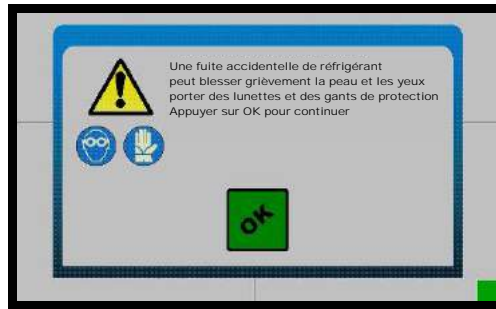 Une fuite accidentelle de réfrigérant
peut blesser grièvement la peau et les yeux
porter des lunettes et des gants de protection
Appuyer sur OK pour continuer
OK